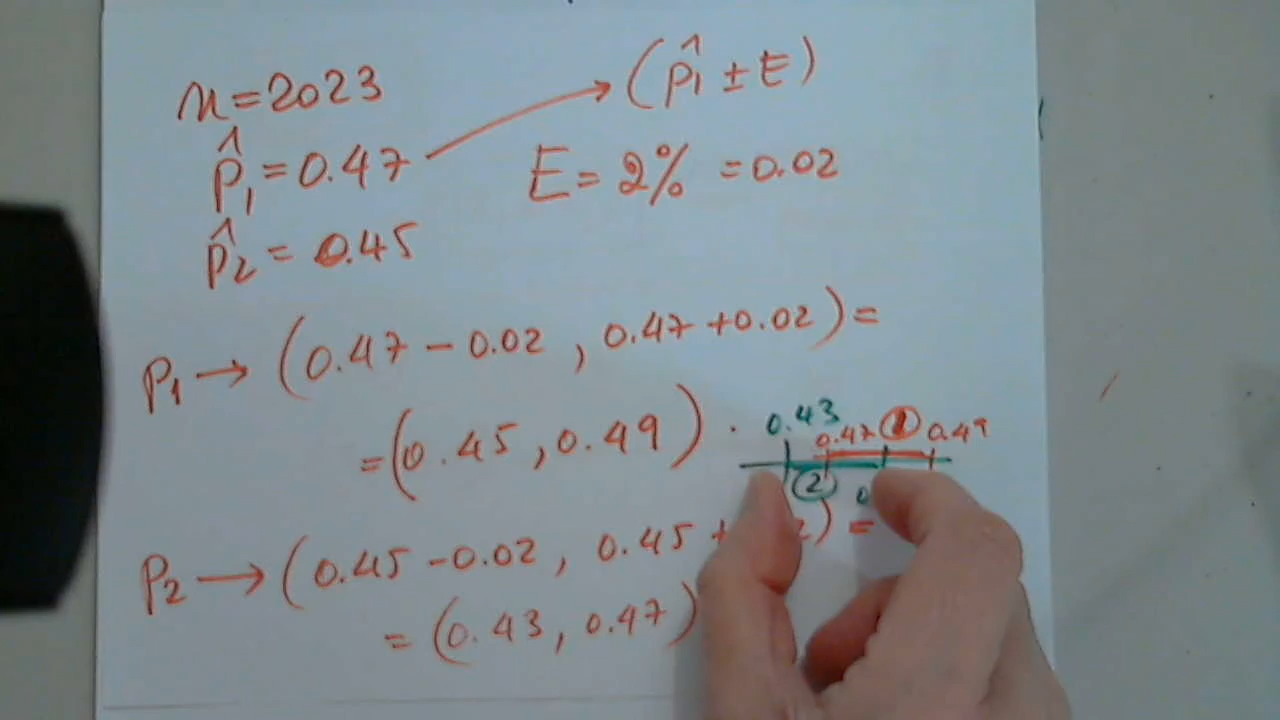 n=2023
(p̂1 ± E)
p̂1=0.47
E=2% =0.02
p̂2=0.45
P1→(0.47-0.02, 0.47+0.02)=
=(0.45, 0.49).
0.43
0.47 1 0.49
2
P2→(0.45-0.02, 0.45+ 2)=
=(0.43, 0.47)